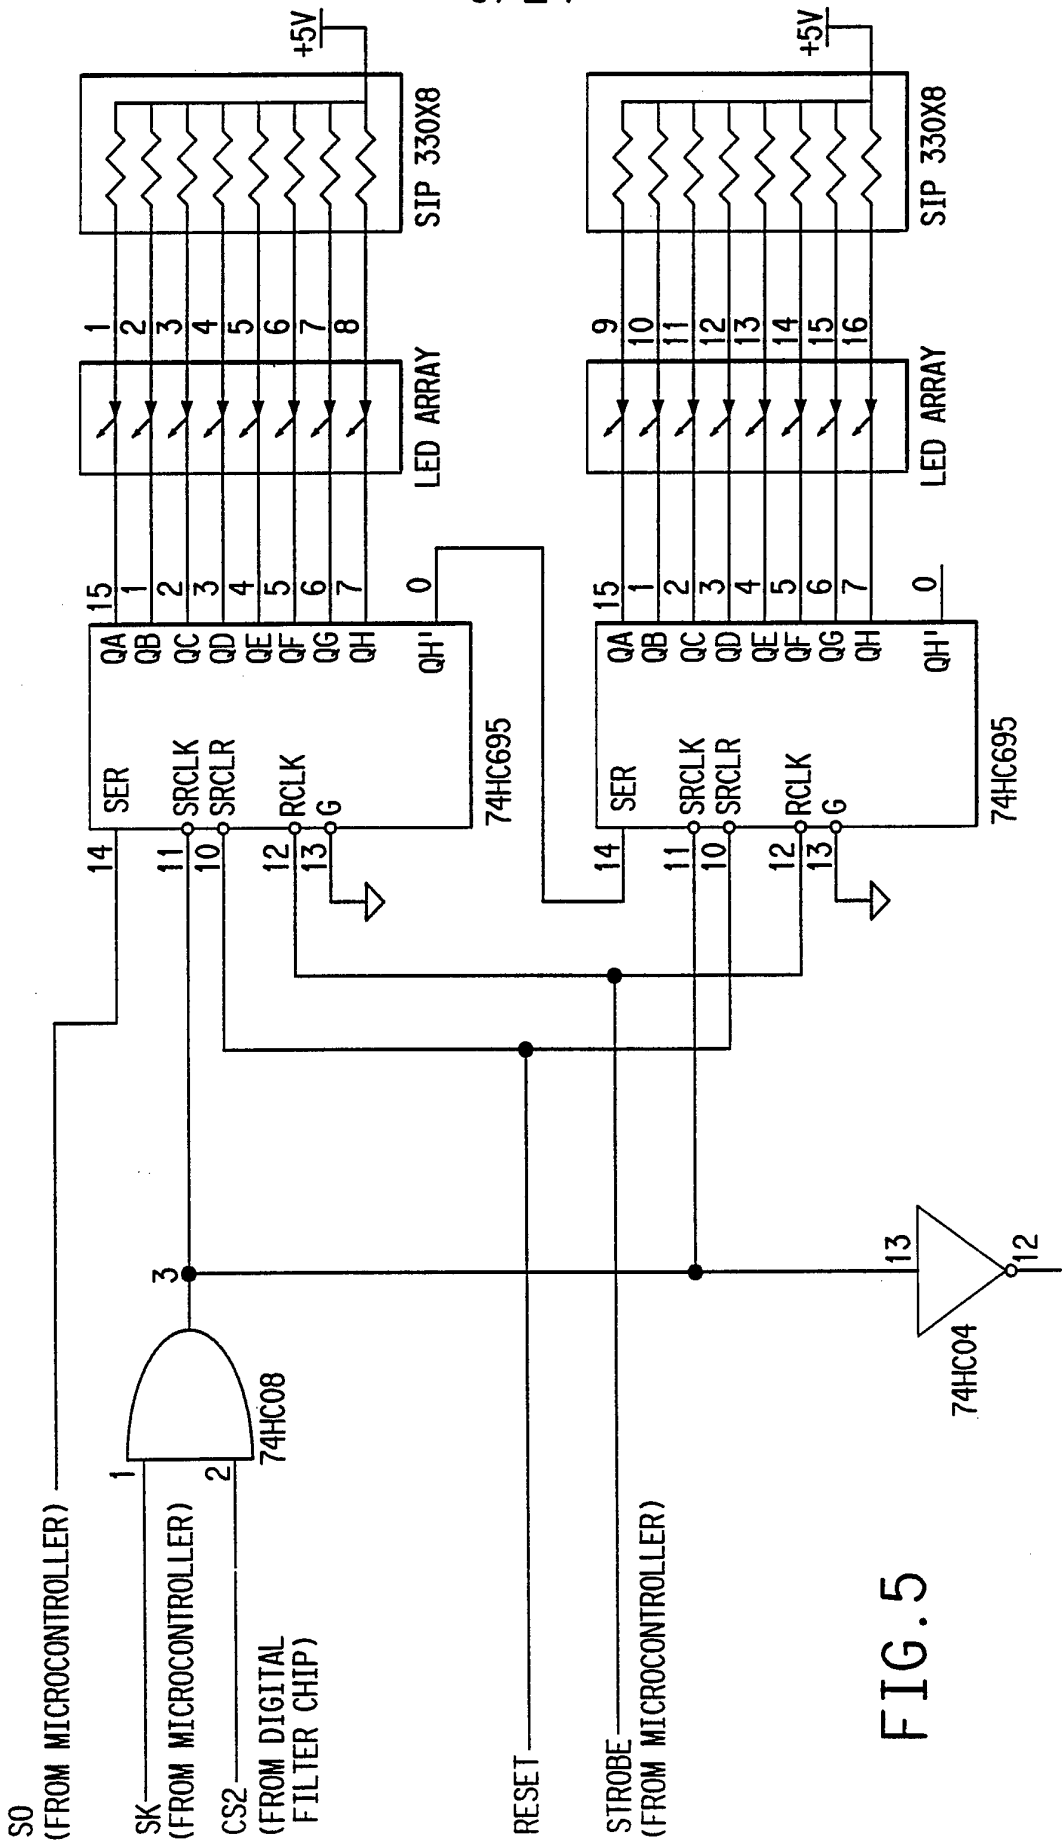 SO
(FROM MICROCONTROLLER)
SK
(FROM MICROCONTROLLER)
CS2
(FROM DIGITAL
FILTER CHIP)
1
2
74HC08
3
RESET
STROBE
(FROM MICROCONTROLLER)
13
12
74HC04
14
11
10
12
13
SER
SRCLK
SRCLR
RCLK
G
QA
QB
QC
QD
QE
QF
QG
QH
QH'
15
1
2
3
4
5
6
7
0
74HC695
LED ARRAY
1
2
3
4
5
6
7
8
SIP 330X8
+5V
14
11
10
12
13
SER
SRCLK
SRCLR
RCLK
G
QA
QB
QC
QD
QE
QF
QG
QH
QH'
15
1
2
3
4
5
6
7
0
74HC695
LED ARRAY
9
10
11
12
13
14
15
16
SIP 330X8
+5V
FIG.5